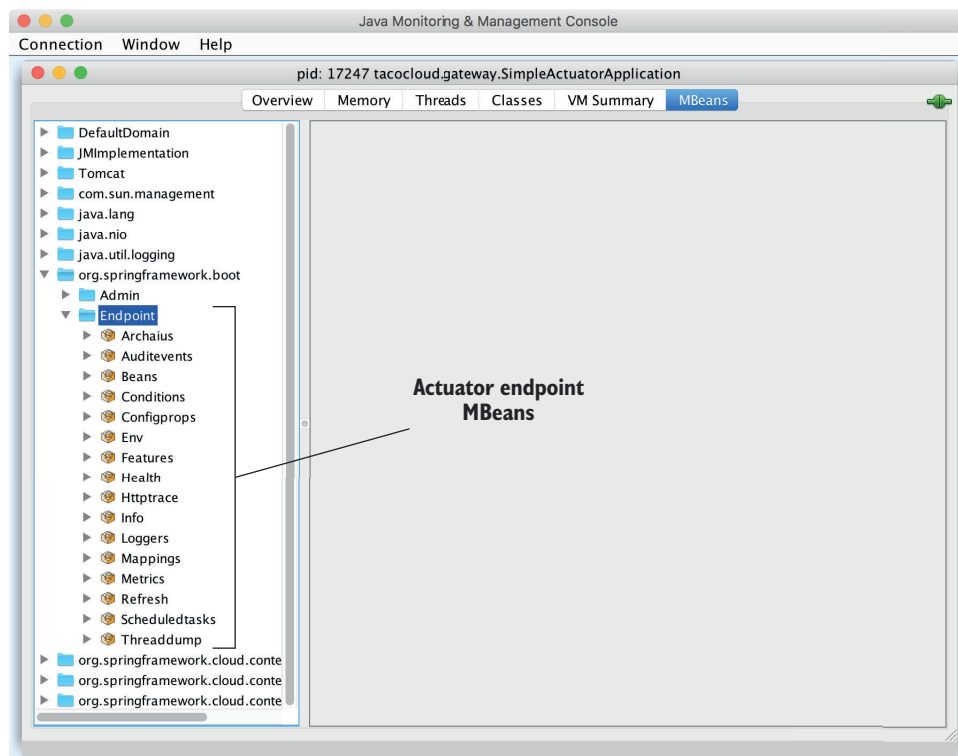 Java Monitoring & Management Console
Connection Window Help
pid: 17247 tacocloud.gateway.SimpleActuatorApplication
Overview Memory Threads Classes VM Summary MBeans
DefaultDomain
JMImplementation
Tomcat
com.sun.management
java.lang
java.nio
java.util.logging
org.springframework.boot
Admin
Endpoint
Archaius
Auditevents
Beans
Conditions
Configprops
Env
Features
Health
Httptrace
Info
Loggers
Mappings
Metrics
Refresh
Scheduledtasks
Threaddump
org.springframework.cloud.conte
org.springframework.cloud.conte
org.springframework.cloud.conte
Actuator endpoint
MBeans